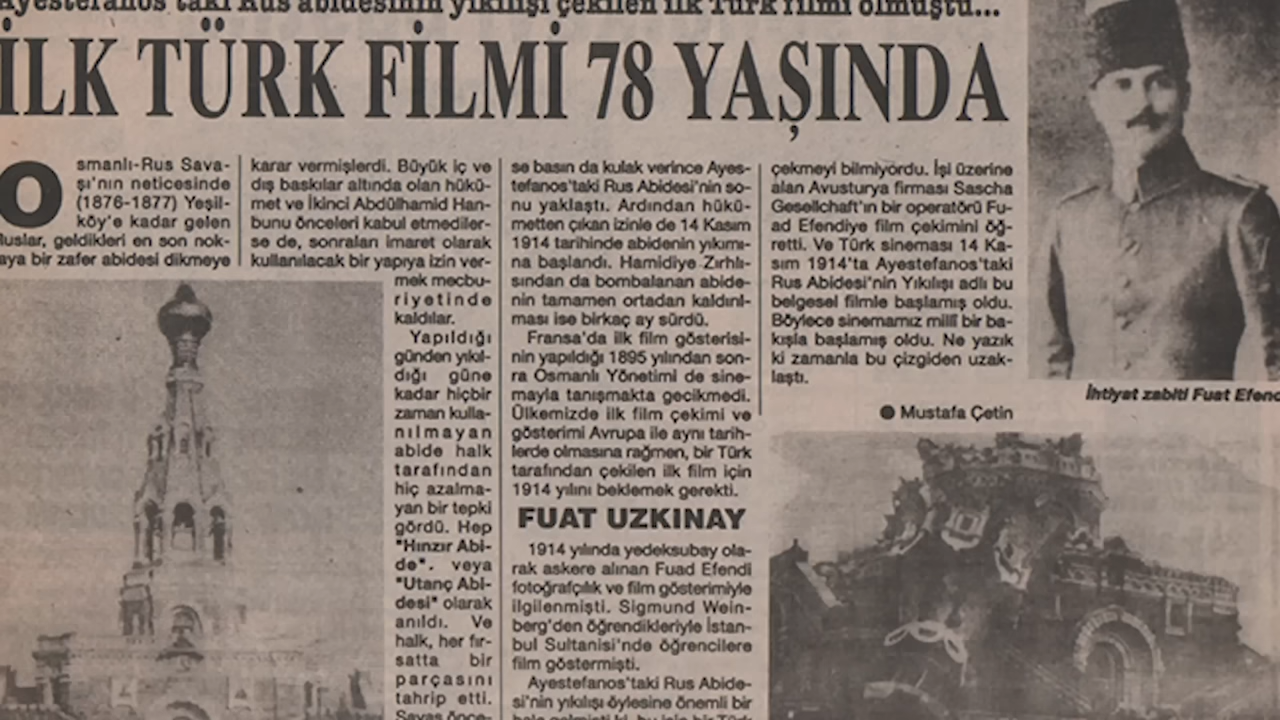 Ayestefanos'taki Rus abidesinin yıkılışı çekilen ilk Türk filmi olmuştu...
İLK TÜRK FİLMİ 78 YAŞINDA
Osmanlı-Rus Sava-
şı'nın neticesinde
(1876-1877) Yeşil-
köy'e kadar gelen
Ruslar, geldikleri en son nok-
aya bir zafer abidesi dikmeye
karar vermişlerdi. Büyük iç ve
dış baskılar altında olan hükü-
met ve İkinci Abdülhamid Han-
bunu önceleri kabul etmediler-
se de, sonraları imaret olarak
kullanılacak bir yapıya izin ver-
mek mecbu-
riyetinde
kaldılar.
Yapıldığı
günden yıkıl-
dığı güne
kadar hiçbir
zaman kulla-
nılmayan
abide halk
tarafından
hiç azalma-
yan bir tepki
gördü. Hep
"Hınzır Abi-
de". veya
"Utanç Abi-
desi" olarak
anıldı. Ve
halk, her fır-
satta bir
parçasını
tahrip etti.
Savaş önce-
se basın da kulak verince Ayes-
tefanos'taki Rus Abidesi'nin so-
nu yaklaştı. Ardından hükü-
metten çıkan izinle de 14 Kasım
1914 tarihinde abidenin yıkımı-
na başlandı. Hamidiye Zırhlı-
sından da bombalanan abide-
nin tamamen ortadan kaldırıl-
ması ise birkaç ay sürdü.
Fransa'da ilk film gösterisi-
nin yapıldığı 1895 yılından son-
ra Osmanlı Yönetimi de sine-
mayla tanışmakta gecikmedi.
Ülkemizde ilk film çekimi ve
gösterimi Avrupa ile aynı tarih-
lerde olmasına rağmen, bir Türk
tarafından çekilen ilk film için
1914 yılını beklemek gerekti.
FUAT UZKINAY
1914 yılında yedeksubay ola-
rak askere alınan Fuad Efendi
fotoğrafçılık ve film gösterimiyle
ilgilenmişti. Sigmund Wein-
berg'den öğrendikleriyle İstan-
bul Sultanisi'nde öğrencilere
film göstermişti.
Ayestefanos'taki Rus Abide-
si'nin yıkılışı öylesine önemli bir
hale gelmişti ki, bu işin bir Türk
çekmeyi bilmiyordu. İşi üzerine
alan Avusturya firması Sascha
Gesellchaft'ın bir operatörü Fu-
ad Efendiye film çekimini öğ-
retti. Ve Türk sineması 14 Ka-
sım 1914'ta Ayestefanos'taki
Rus Abidesi'nin Yıkılışı adlı bu
belgesel filmle başlamış oldu.
Böylece sinemamız millî bir ba-
kışla başlamış oldu. Ne yazık
ki zamanla bu çizgiden uzak-
laştı.
● Mustafa Çetin
İhtiyat zabiti Fuat Efend